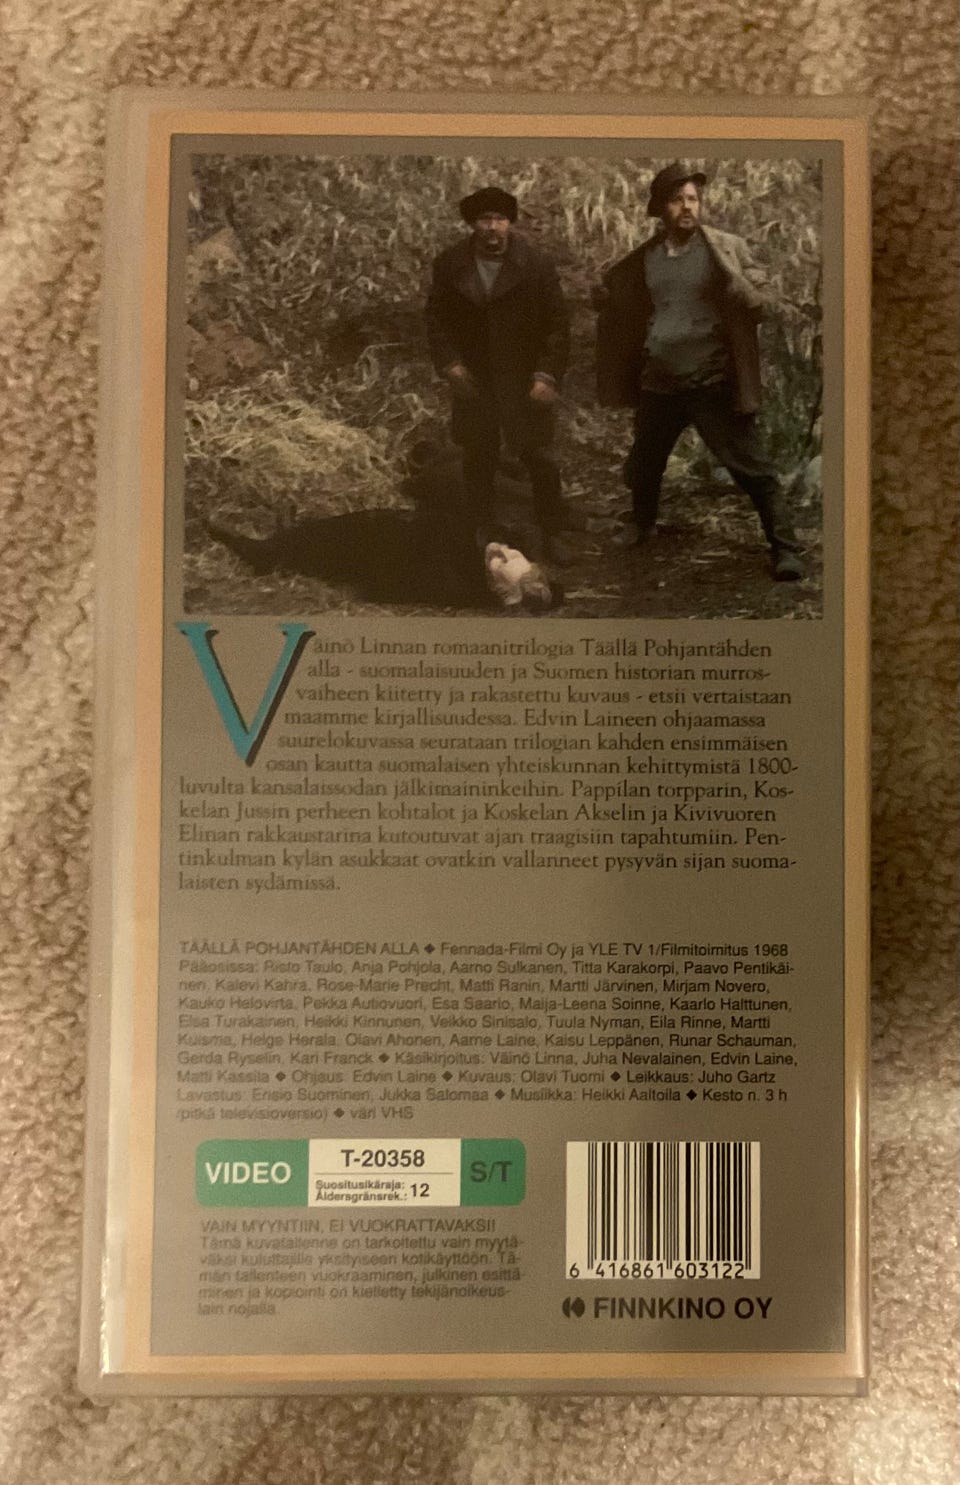 Väinö Linnan romaanitrilogia Täällä Pohjantähden
alla - suomalaisuuden ja Suomen historian murros-
vaiheen kiitetty ja rakastettu kuvaus - etsii vertaistaan
maamme kirjallisuudessa. Edvin Laineen ohjaamassa
suurelokuvassa seurataan trilogian kahden ensimmäisen
osan kautta suomalaisen yhteiskunnan kehittymistä 1800-
luvulta kansalaissodan jälkimaininkeihin. Pappilan torpparin, Kos-
kelan Jussin perheen kohtalot ja Koskelan Akselin ja Kivivuoren
Elinan rakkaustarina kutoutuvat ajan traagisiin tapahtumiin. Pen-
tinkulman kylän asukkaat ovatkin vallanneet pysyvän sijan suoma-
laisten sydämissä.
TÄÄLLÄ POHJANTÄHDEN ALLA ◆ Fennada-Filmi Oy ja YLE TV 1/Filmitoimitus 1968
Pääosissa: Risto Taulo, Anja Pohjola, Aarno Sulkanen, Titta Karakorpi, Paavo Pentikäi-
nen, Kalevi Kahra, Rose-Marie Precht, Matti Ranin, Martti Järvinen, Mirjam Novero,
Kauko Helovirta, Pekka Autiovuori, Esa Saario, Maija-Leena Soinne, Kaarlo Halttunen,
Elsa Turakainen, Heikki Kinnunen, Veikko Sinisalo, Tuula Nyman, Eila Rinne, Martti
Kuisma, Helge Herala, Olavi Ahonen, Aarne Laine, Kaisu Leppänen, Runar Schauman,
Gerda Ryselin, Kari Franck ◆ Käsikirjoitus: Väinö Linna, Juha Nevalainen, Edvin Laine,
Matti Kassila ◆ Ohjaus: Edvin Laine ◆ Kuvaus: Olavi Tuomi ◆ Leikkaus: Juho Gartz
Lavastus: Ensio Suominen, Jukka Salomaa ◆ Musiikka: Heikki Aaltoila ◆ Kesto n. 3 h
(pitkä televisioversio) ◆ väri VHS
VIDEO
T-20358
Suositusikäraja:
Åldersgränsrek.: 12
S/T
VAIN MYYNTIIN, EI VUOKRATTAVAKSI!
Tämä kuvatallenne on tarkoitettu vain myytä-
väksi kuluttajille yksityiseen kotikäyttöön. Tä-
män tallenteen vuokraaminen, julkinen esittä-
minen ja kopiointi on kielletty tekijänoikeus-
lain nojalla.
6 416861 603122
FINNKINO OY